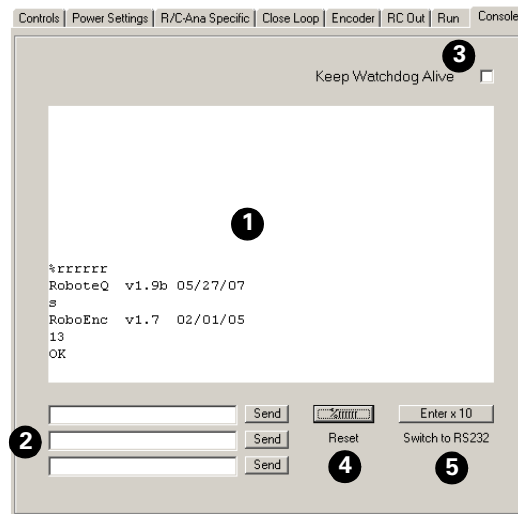 Controls Power Settings R/C-Ana Specific Close Loop Encoder RC Out Run Console
3
Keep Watchdog Alive
1
%rrrrrr
RoboteQ v1.9b 05/27/07
s
RoboEnc v1.7 02/01/05
13
OK
Send %rrrrrr Enter x 10
2 Send Reset Switch to RS232
Send 4 5